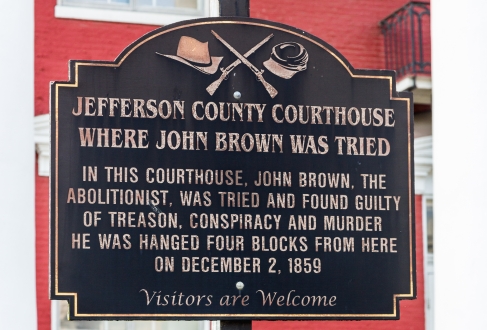 JEFFERSON COUNTY COURTHOUSE
WHERE JOHN BROWN WAS TRIED
IN THIS COURTHOUSE, JOHN BROWN, THE
ABOLITIONIST, WAS TRIED AND FOUND GUILTY
OF TREASON, CONSPIRACY AND MURDER
HE WAS HANGED FOUR BLOCKS FROM HERE
ON DECEMBER 2, 1859
Visitors are Welcome